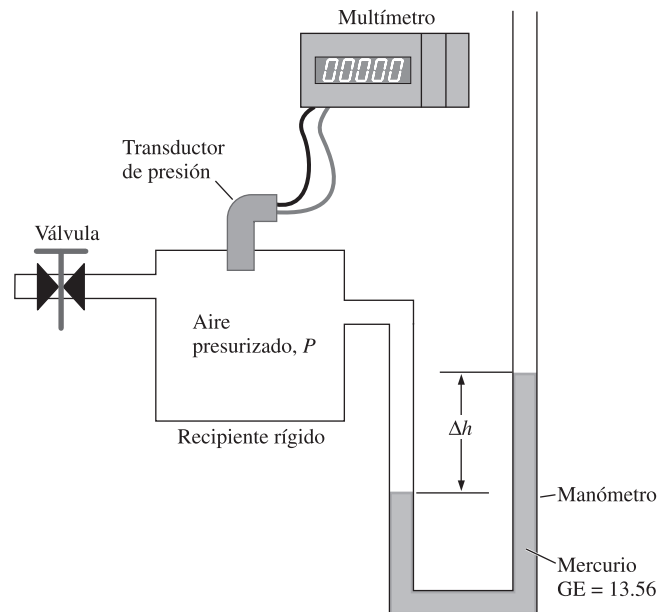 Multímetro
00000
Transductor
de presión
Válvula
Aire
presurizado, P
Recipiente rígido
Δh
Manómetro
Mercurio
GE = 13.56